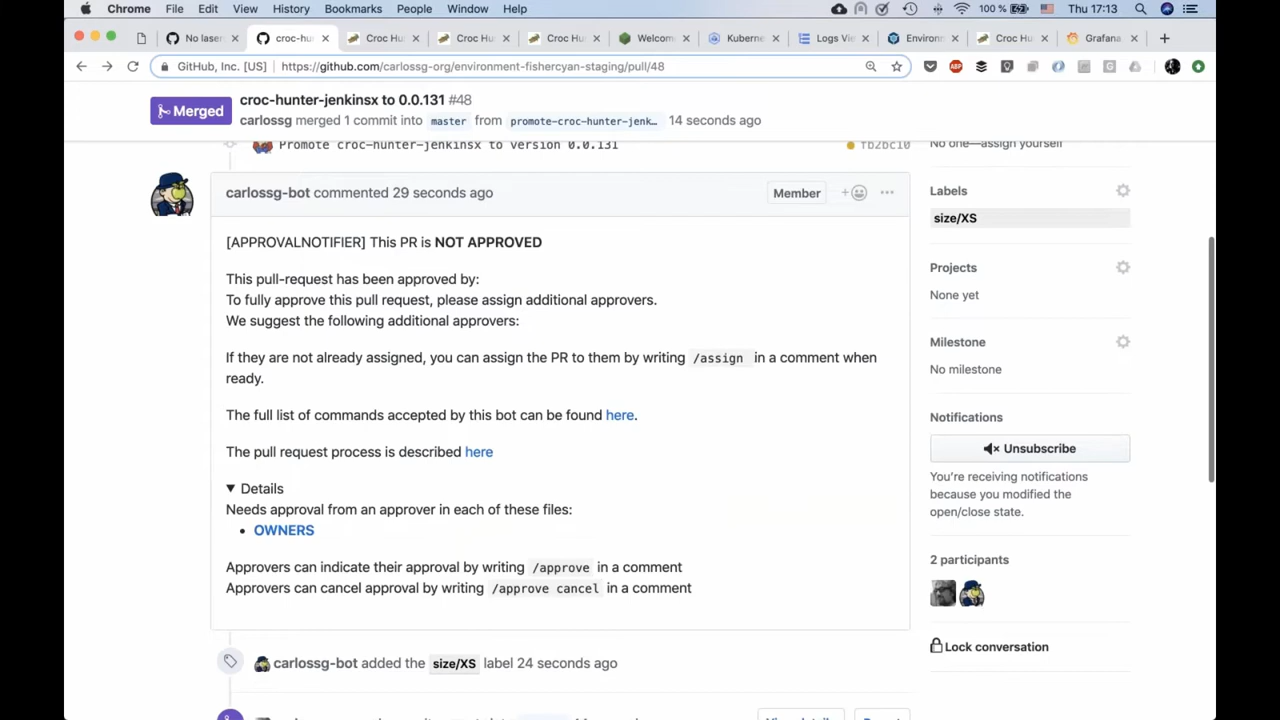 Chrome File Edit View History Bookmarks People Window Help 100 % Thu 17:13
No laser croc-hun Croc Hu Croc Hu Croc Hu Welcom Kuberne Logs Vie Environm Croc Hu Grafana
GitHub, Inc. [US] https://github.com/carlossg-org/environment-fishercyan-staging/pull/48
Merged
croc-hunter-jenkinsx to 0.0.131 #48
carlossg merged 1 commit into master from promote-croc-hunter-jenk… 14 seconds ago
Promote croc-hunter-jenkinsx to version 0.0.131 fb2bc10
carlossg-bot commented 29 seconds ago Member
[APPROVALNOTIFIER] This PR is NOT APPROVED
This pull-request has been approved by:
To fully approve this pull request, please assign additional approvers.
We suggest the following additional approvers:
If they are not already assigned, you can assign the PR to them by writing /assign in a comment when
ready.
The full list of commands accepted by this bot can be found here.
The pull request process is described here
▼ Details
Needs approval from an approver in each of these files:
• OWNERS
Approvers can indicate their approval by writing /approve in a comment
Approvers can cancel approval by writing /approve cancel in a comment
carlossg-bot added the size/XS label 24 seconds ago
No one—assign yourself
Labels
size/XS
Projects
None yet
Milestone
No milestone
Notifications
Unsubscribe
You're receiving notifications
because you modified the
open/close state.
2 participants
Lock conversation